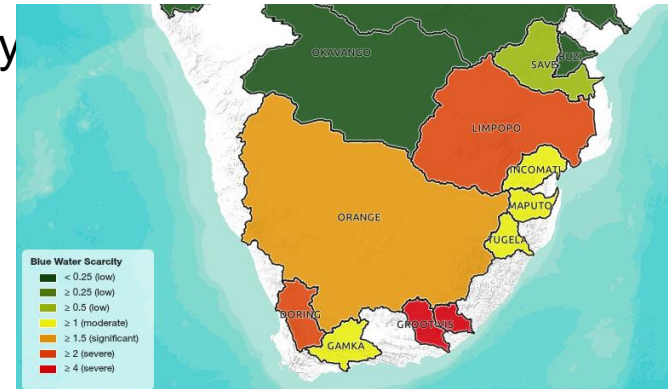 y
OKAVANGO
BUZI
SAVE
LIMPOPO
INCOMATI
MAPUTO
ORANGE
TUGELA
DORING
GROOTVIS
GAMKA
Blue Water Scarcity
< 0.25 (low)
≥ 0.25 (low)
≥ 0.5 (low)
≥ 1 (moderate)
≥ 1.5 (significant)
≥ 2 (severe)
≥ 4 (severe)